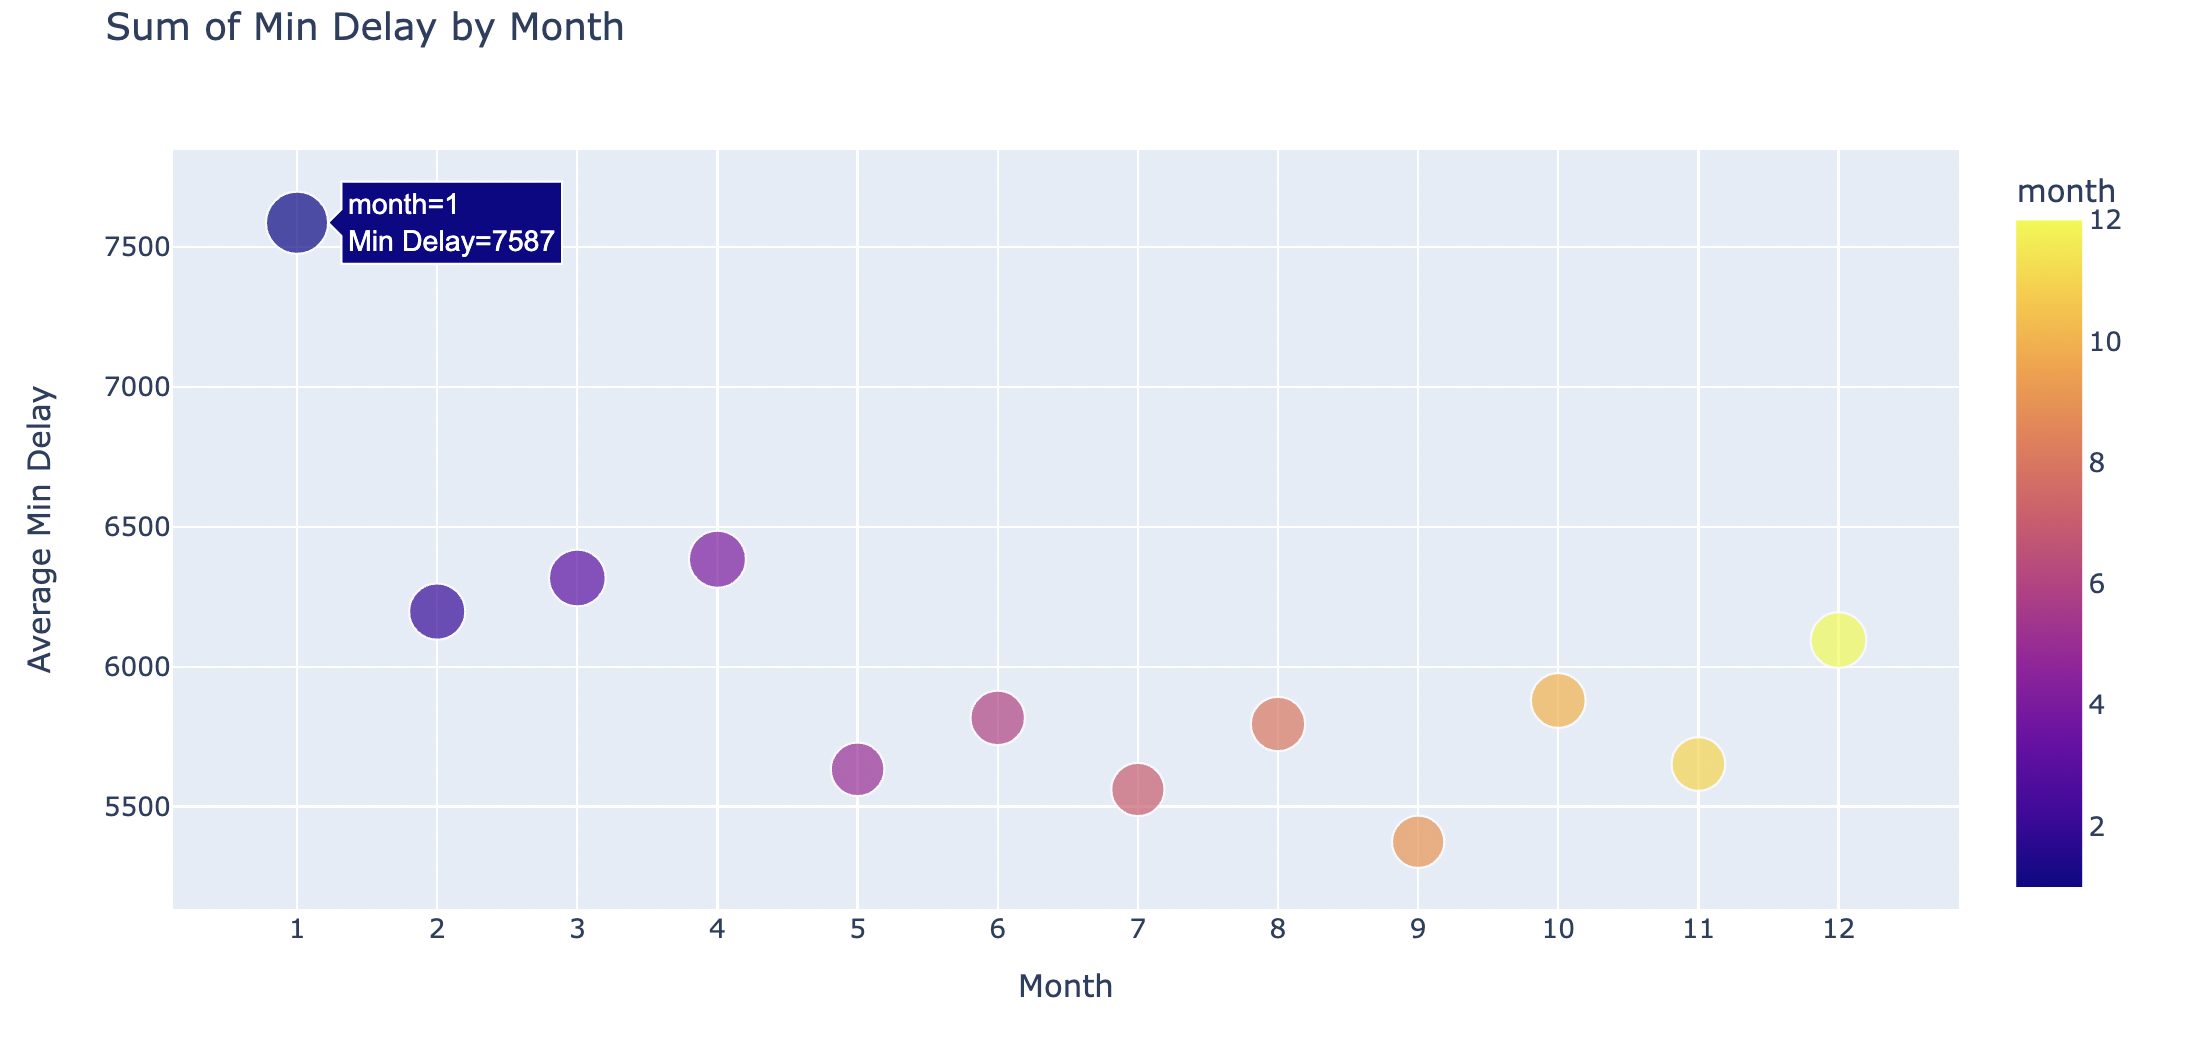 Sum of Min Delay by Month
month=1
Min Delay=7587
7500
7000
6500
6000
5500
Average Min Delay
1 2 3 4 5 6 7 8 9 10 11 12
Month
month
12
10
8
6
4
2